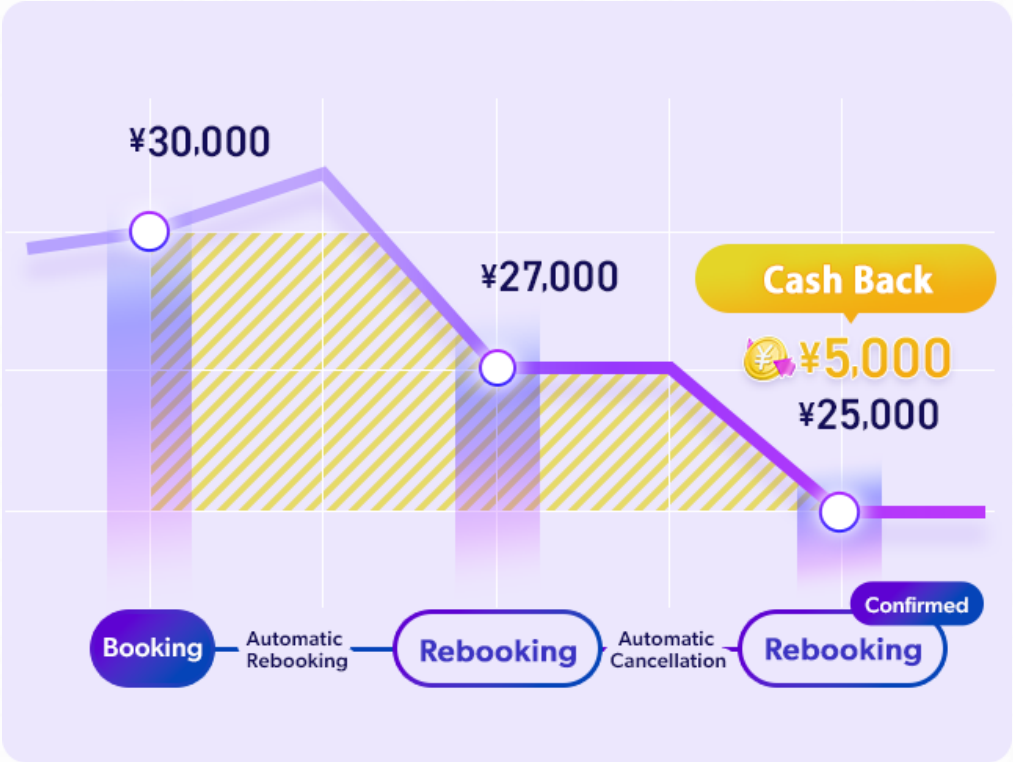 ¥30,000
¥27,000
Cash Back
¥5,000
¥25,000
Confirmed
Booking
Automatic
Rebooking
Rebooking
Automatic
Cancellation
Rebooking